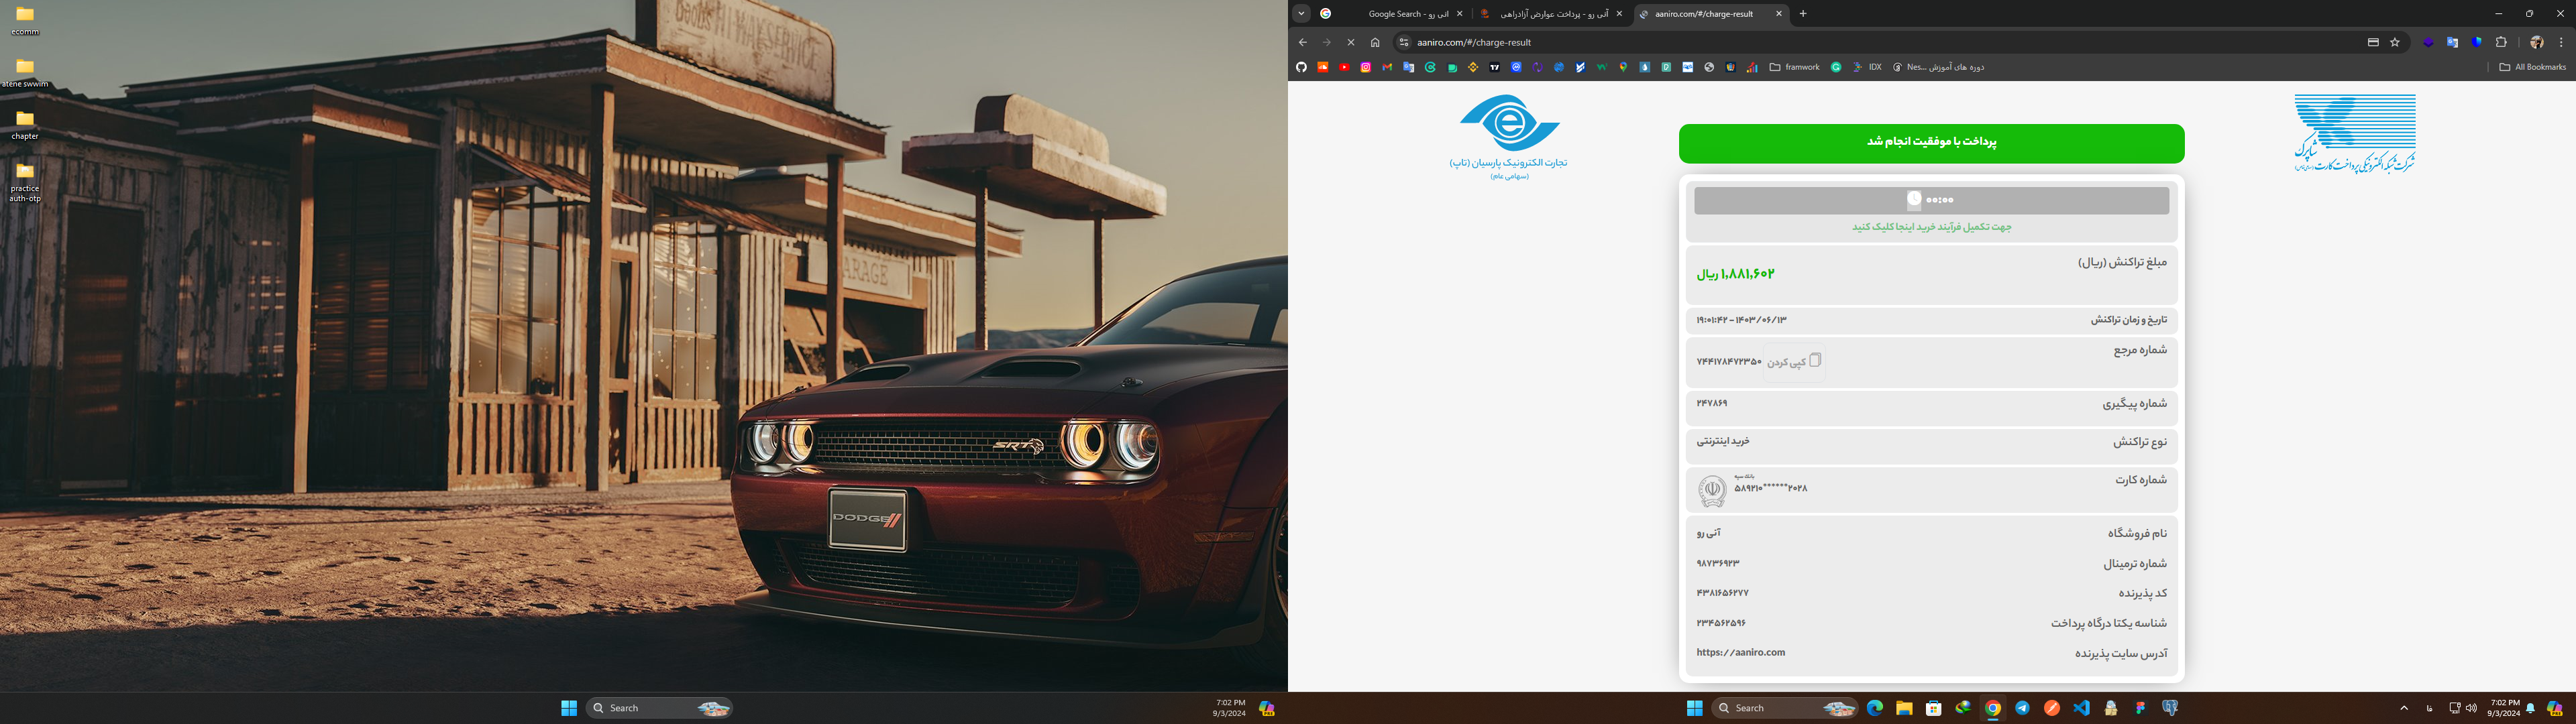 ecomm
atene swwim
chapter
practice
auth-otp
GARAGE
SRT
DODGE
Search
7:02 PM
9/3/2024
انی رو - Google Search
آنی رو - پرداخت عوارض آزادراهی
aaniro.com/#/charge-result
aaniro.com/#/charge-result
framwork
IDX
Nes... دوره های آموزش
All Bookmarks
تجارت الکترونیک پارسیان (تاپ)
(سهامی عام)
شاپرک
شرکت شبکه الکترونیکی پرداخت کارت
پرداخت با موفقیت انجام شد
۰۰:۰۰
جهت تکمیل فرآیند خرید اینجا کلیک کنید
مبلغ تراکنش (ریال)
۱,۸۸۱,۶۰۲ ریال
تاریخ و زمان تراکنش
۱۴۰۳/۰۶/۱۳ - ۱۹:۰۱:۴۲
شماره مرجع
۷۴۴۱۷۸۴۷۲۳۵۰
کپی کردن
شماره پیگیری
۲۴۷۸۶۹
نوع تراکنش
خرید اینترنتی
شماره کارت
بانک سپه
۵۸۹۲۱۰******۲۰۲۸
نام فروشگاه
آنی رو
شماره ترمینال
۹۸۷۳۶۹۲۳
کد پذیرنده
۴۳۸۱۶۵۶۲۷۷
شناسه یکتا درگاه پرداخت
۲۳۴۵۶۲۵۹۶
آدرس سایت پذیرنده
https://aaniro.com
Search
فا
7:02 PM
9/3/2024